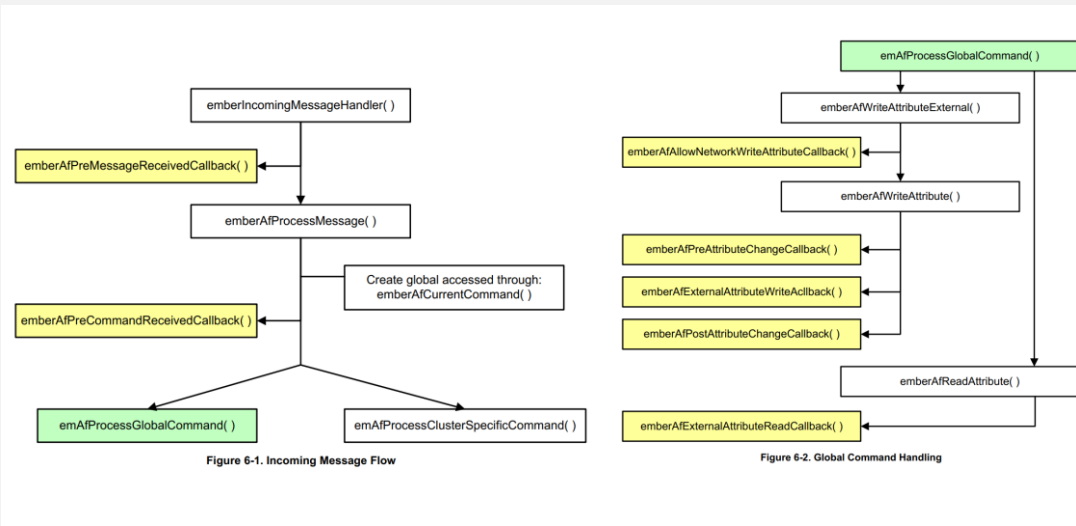 emberIncomingMessageHandler( )
emberAfPreMessageReceivedCallback( )
emberAfProcessMessage( )
Create global accessed through:
emberAfCurrentCommand( )
emberAfPreCommandReceivedCallback( )
emAfProcessGlobalCommand( )
emAfProcessClusterSpecificCommand( )
Figure 6-1. Incoming Message Flow
emAfProcessGlobalCommand( )
emberAfWriteAttributeExternal( )
emberAfAllowNetworkWriteAttributeCallback( )
emberAfWriteAttribute( )
emberAfPreAttributeChangeCallback( )
emberAfExternalAttributeWriteAcllback( )
emberAfPostAttributeChangeCallback( )
emberAfReadAttribute( )
emberAfExternalAttributeReadCallback( )
Figure 6-2. Global Command Handling